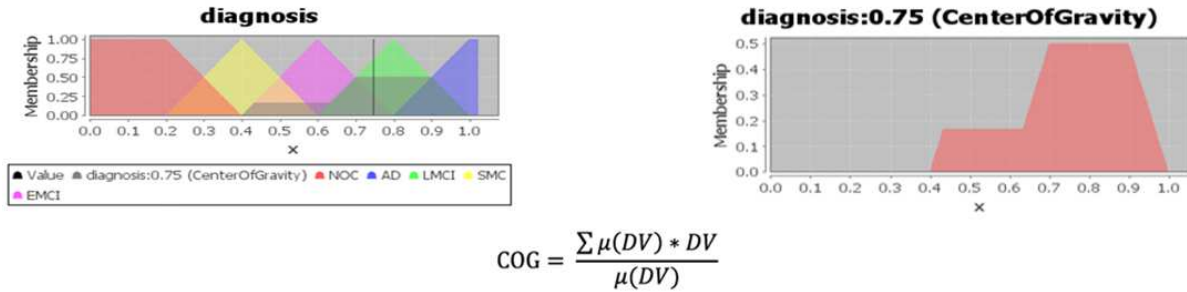 diagnosis
Membership
1.00
0.75
0.50
0.25
0.00
0.0 0.1 0.2 0.3 0.4 0.5 0.6 0.7 0.8 0.9 1.0
x
Value diagnosis:0.75 (CenterOfGravity) NOC AD LMCI SMC
EMCI
diagnosis:0.75 (CenterOfGravity)
Membership
0.5
0.4
0.3
0.2
0.1
0.0
0.0 0.1 0.2 0.3 0.4 0.5 0.6 0.7 0.8 0.9 1.0
x
COG = ∑ μ(DV) * DV
μ(DV)